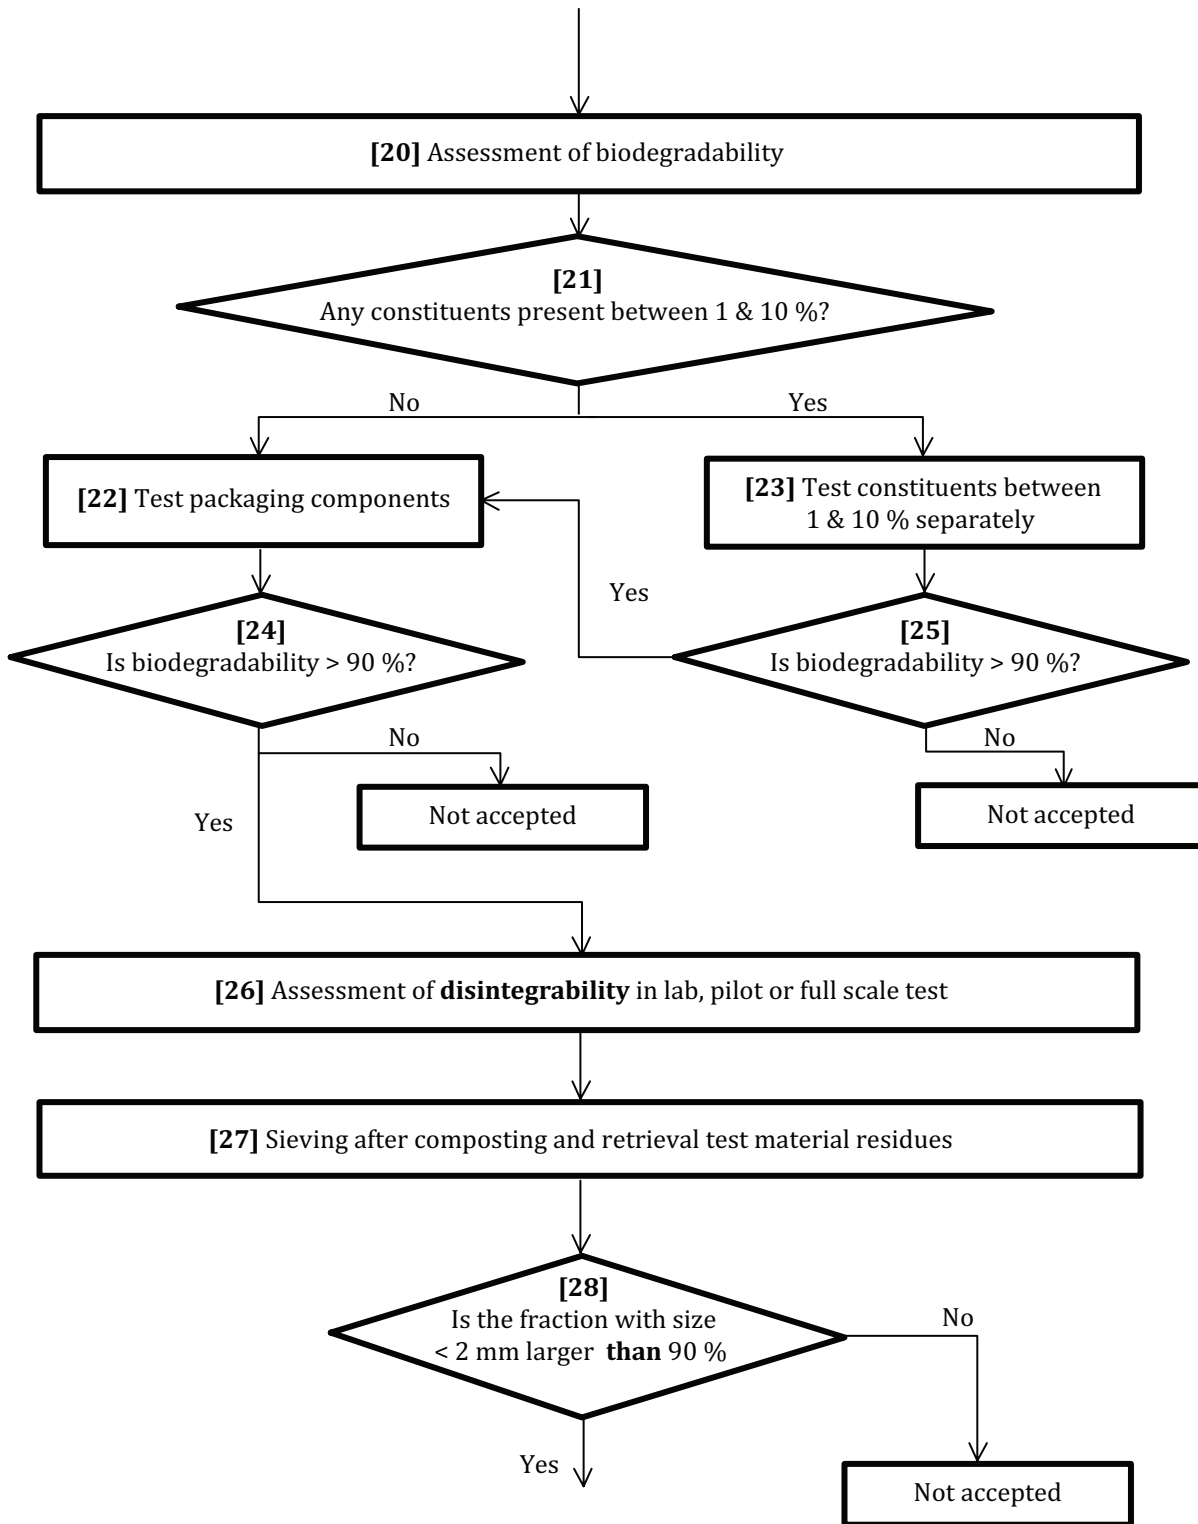 [20] Assessment of biodegradability
[21]
Any constituents present between 1 & 10 %?
No
Yes
[22] Test packaging components
[23] Test constituents between
1 & 10 % separately
Yes
[24]
Is biodegradability > 90 %?
[25]
Is biodegradability > 90 %?
No
No
Not accepted
Not accepted
Yes
[26] Assessment of disintegrability in lab, pilot or full scale test
[27] Sieving after composting and retrieval test material residues
[28]
Is the fraction with size
< 2 mm larger than 90 %
No
Yes
Not accepted